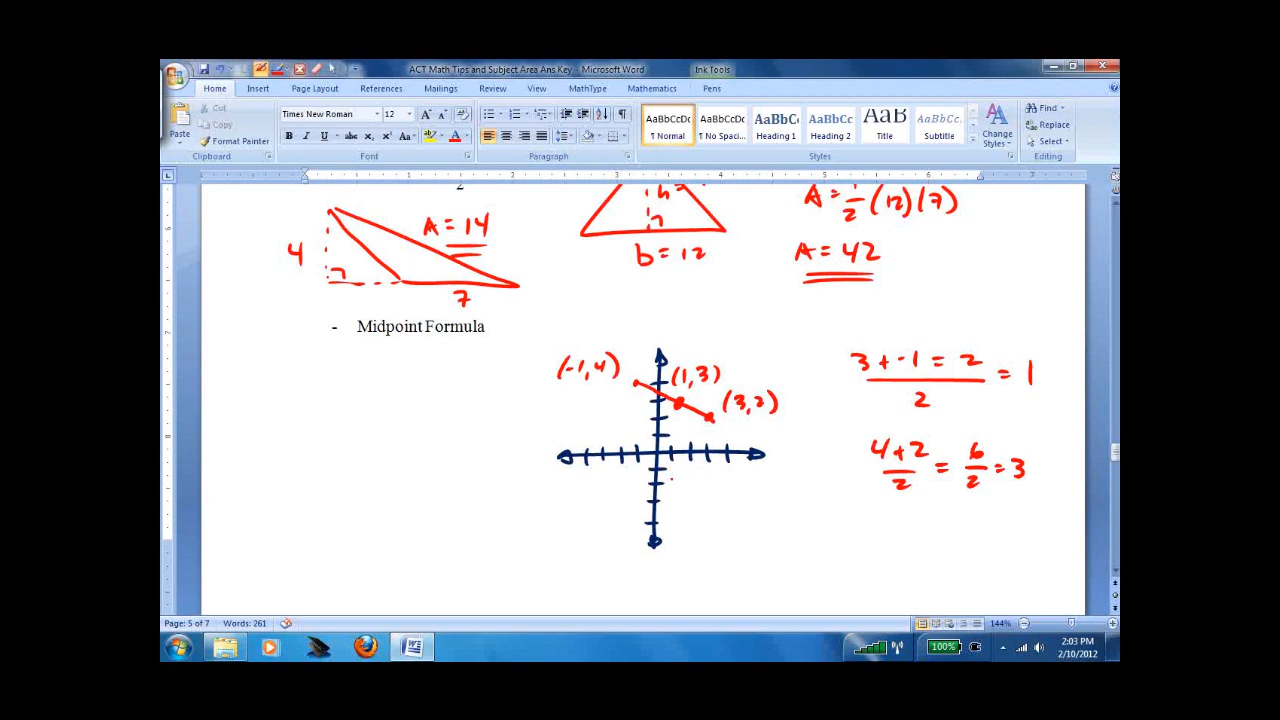 ACT Math Tips and Subject Area Ans Key - Microsoft Word
Ink Tools
Home Insert Page Layout References Mailings Review View MathType Mathematics Pens
Paste
Cut
Copy
Format Painter
Clipboard
Times New Roman 12
Font
Paragraph
AaBbCcDc
¶ Normal
AaBbCcDc
¶ No Spaci...
AaBbC
Heading 1
AaBbCc
Heading 2
AaB
Title
AaBbCc.
Subtitle
Styles
Change
Styles
Find
Replace
Select
Editing
2
A = 14
4
7
h
b = 12
A = 1/2 (12)(7)
A = 42
- Midpoint Formula
(-1,4)
(1,3)
(3,2)
3 + -1 = 2
2
= 1
4+2/2 = 6/2 = 3
Page: 5 of 7 Words: 261
144%
100%
2:03 PM
2/10/2012